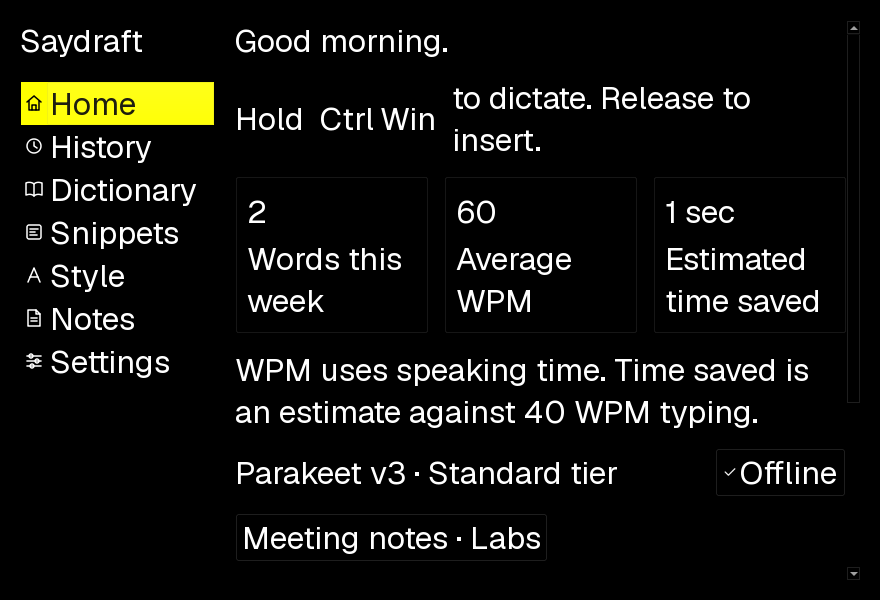 Saydraft
Home
History
Dictionary
Snippets
Style
Notes
Settings
Good morning.
Hold Ctrl Win to dictate. Release to
insert.
2
Words this
week
60
Average
WPM
1 sec
Estimated
time saved
WPM uses speaking time. Time saved is
an estimate against 40 WPM typing.
Parakeet v3 · Standard tier
Offline
Meeting notes · Labs